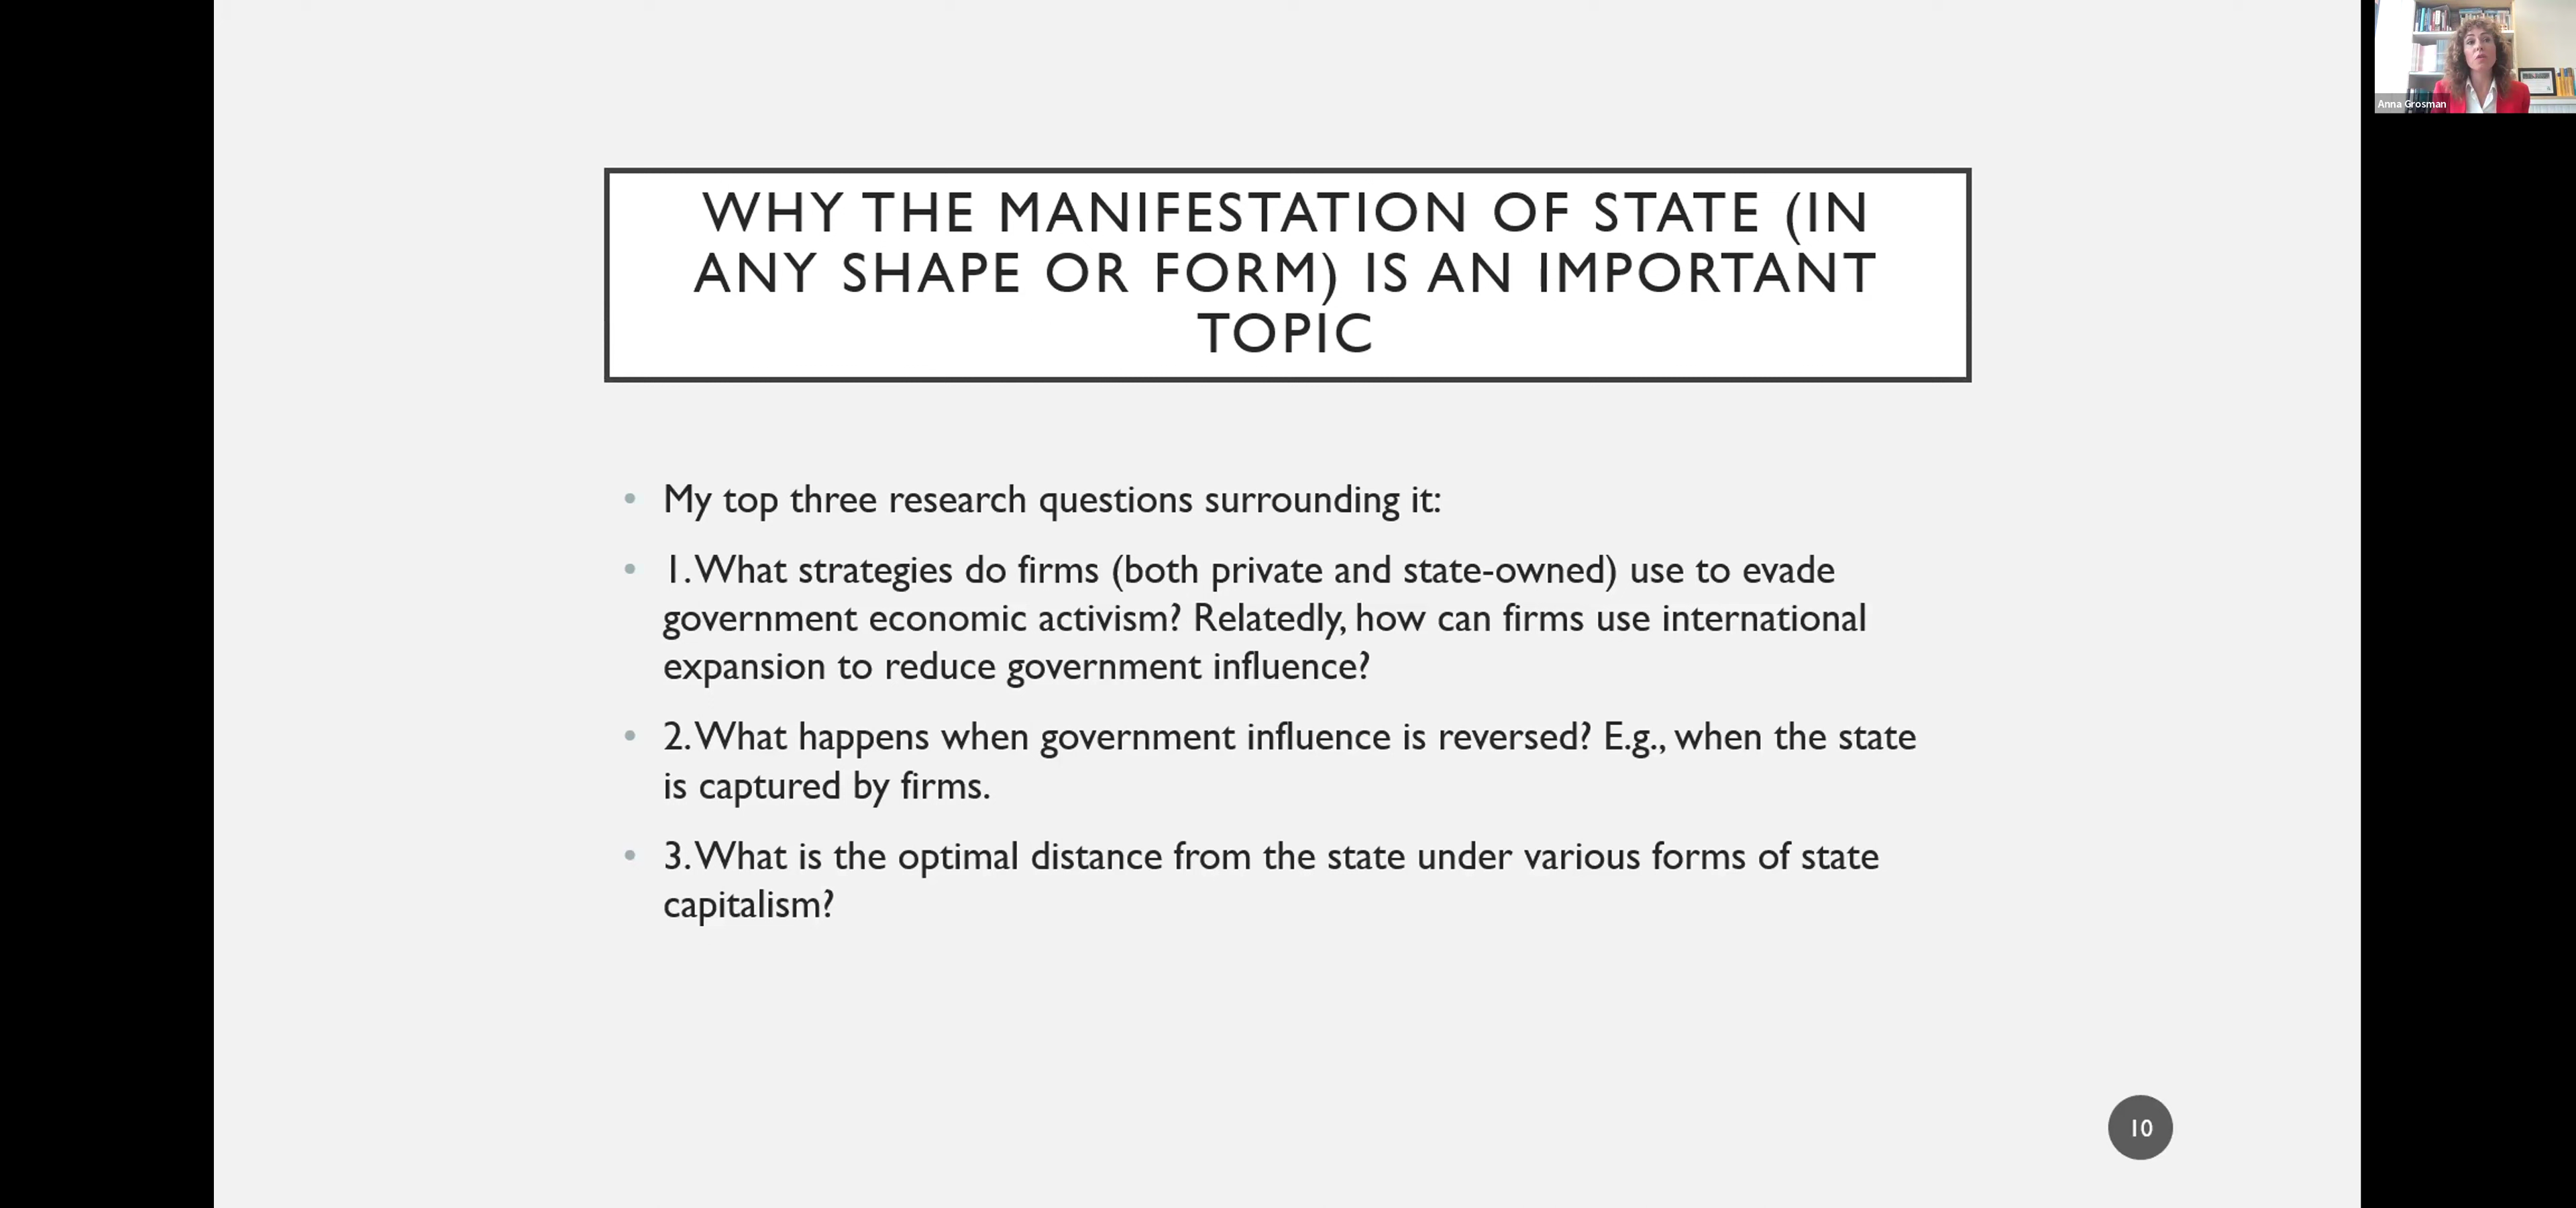 Anna Grosman
WHY THE MANIFESTATION OF STATE (IN
ANY SHAPE OR FORM) IS AN IMPORTANT
TOPIC
• My top three research questions surrounding it:
• 1. What strategies do firms (both private and state-owned) use to evade
government economic activism? Relatedly, how can firms use international
expansion to reduce government influence?
• 2. What happens when government influence is reversed? E.g., when the state
is captured by firms.
• 3. What is the optimal distance from the state under various forms of state
capitalism?
10